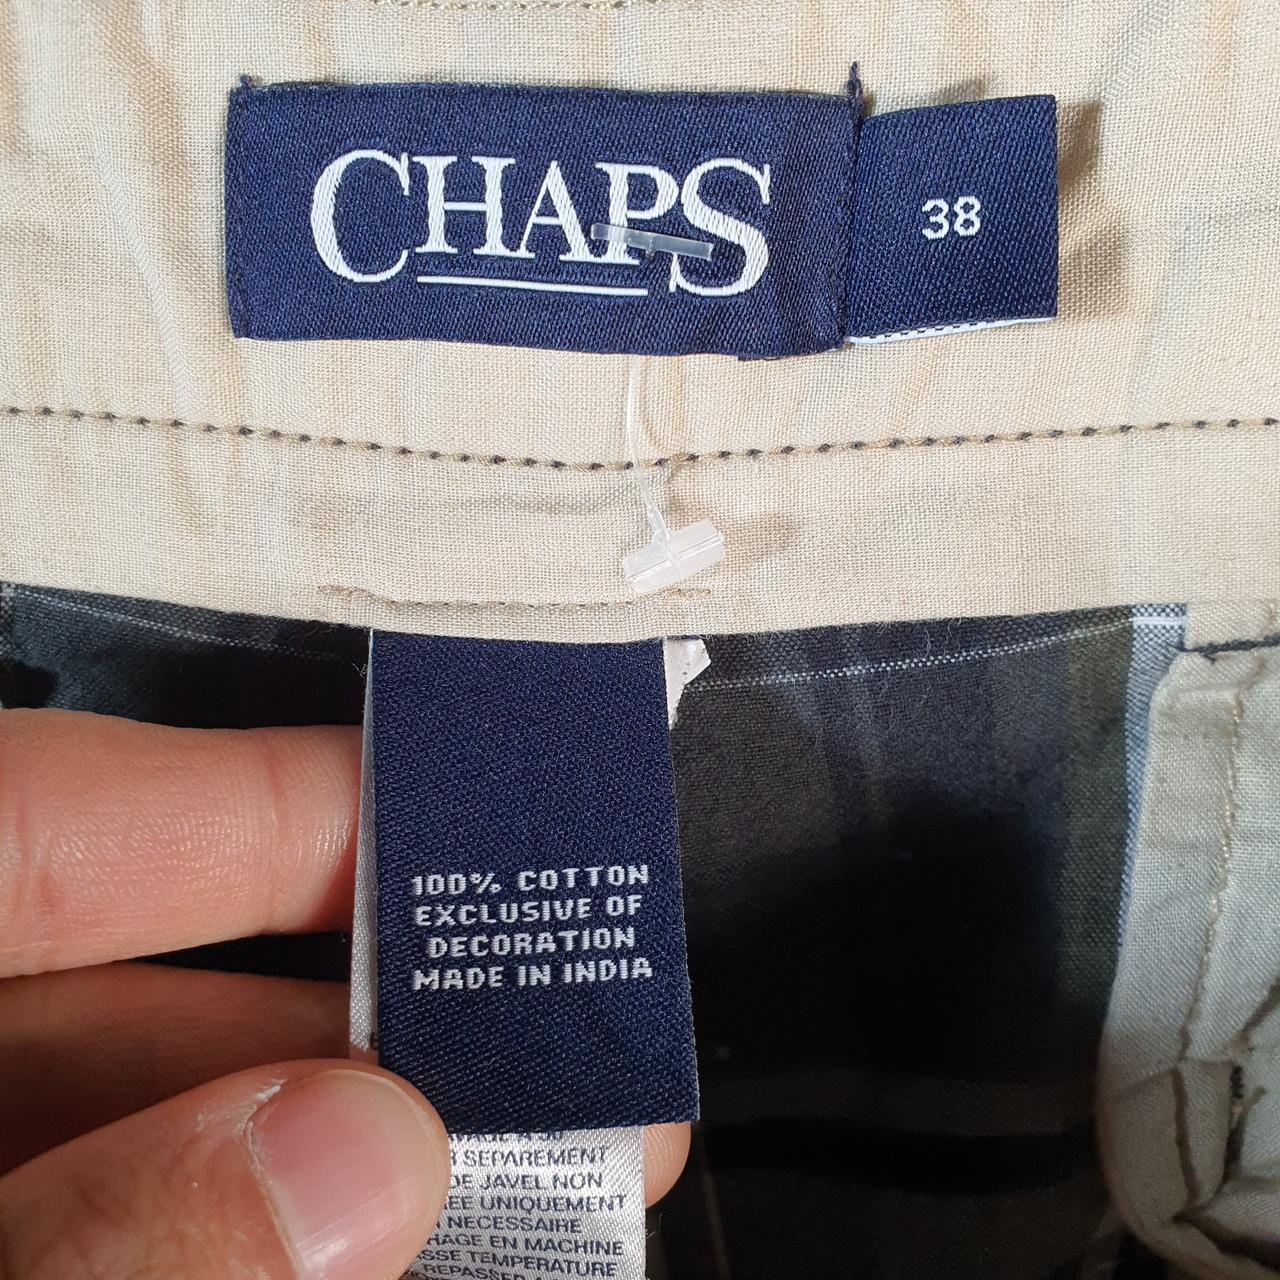 CHAPS
38
100% COTTON
EXCLUSIVE OF
DECORATION
MADE IN INDIA
SEPAREMENT
DE JAVEL NON
UNIQUEMENT
NECESSAIRE
EN MACHINE
TEMPERATURE
REPASSER